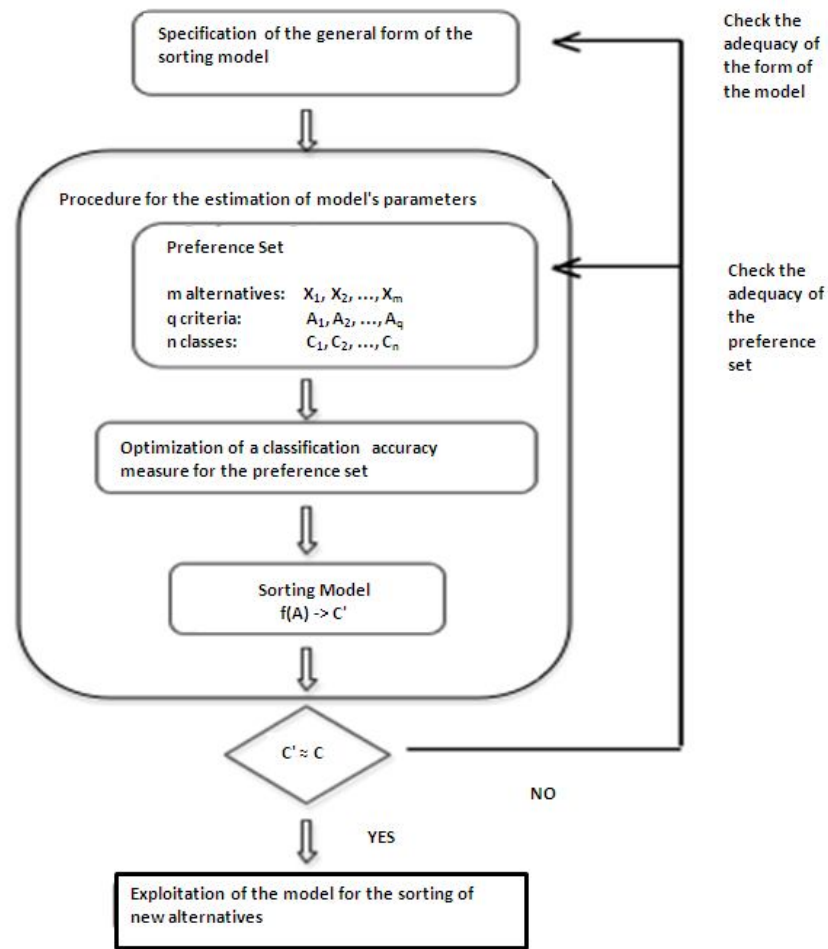 Specification of the general form of the
sorting model
Check the
adequacy of
the form of
the model
Procedure for the estimation of model's parameters
Preference Set
m alternatives: X₁, X₂, ...,Xₘ
q criteria: A₁, A₂, ...,A_q
n classes: C₁, C₂, ...,Cₙ
Check the
adequacy of
the
preference
set
Optimization of a classification accuracy
measure for the preference set
Sorting Model
f(A) -> C'
C' ≈ C
NO
YES
Exploitation of the model for the sorting of
new alternatives